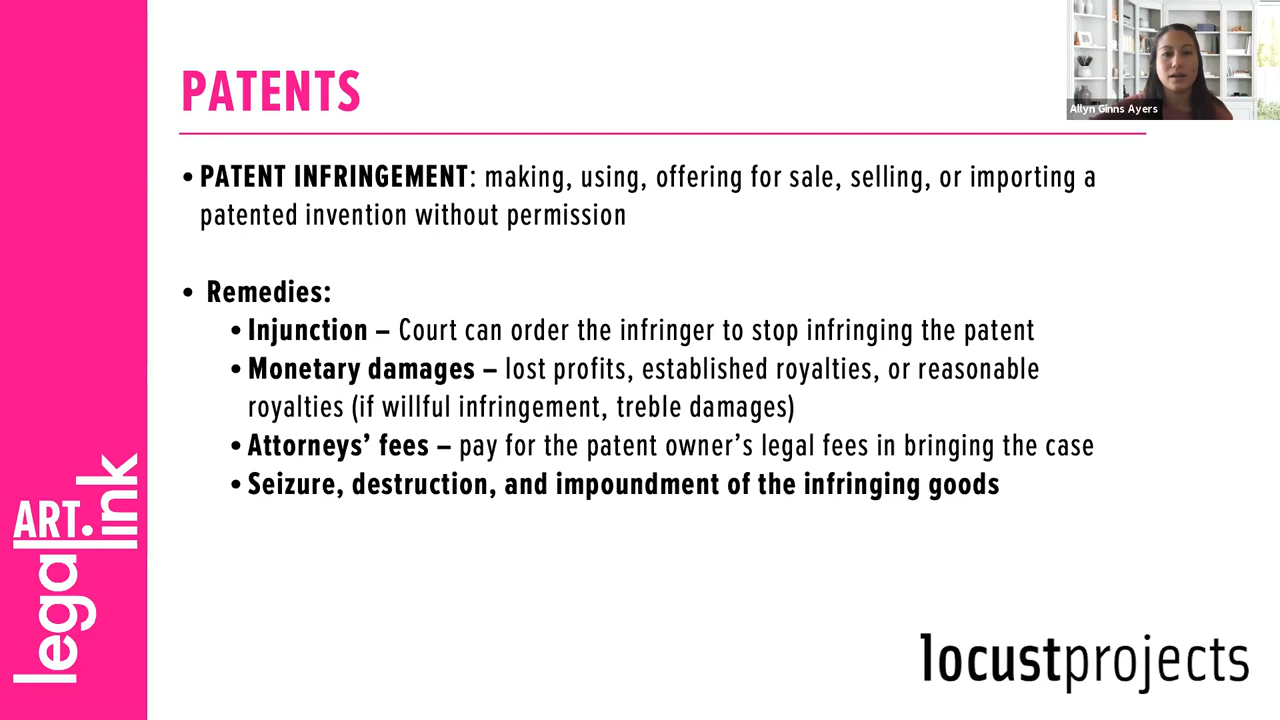 PATENTS
Allyn Ginns Ayers
• PATENT INFRINGEMENT: making, using, offering for sale, selling, or importing a
patented invention without permission
• Remedies:
• Injunction – Court can order the infringer to stop infringing the patent
• Monetary damages – lost profits, established royalties, or reasonable
royalties (if willful infringement, treble damages)
• Attorneys’ fees – pay for the patent owner’s legal fees in bringing the case
• Seizure, destruction, and impoundment of the infringing goods
legal
ART.
link
locustprojects